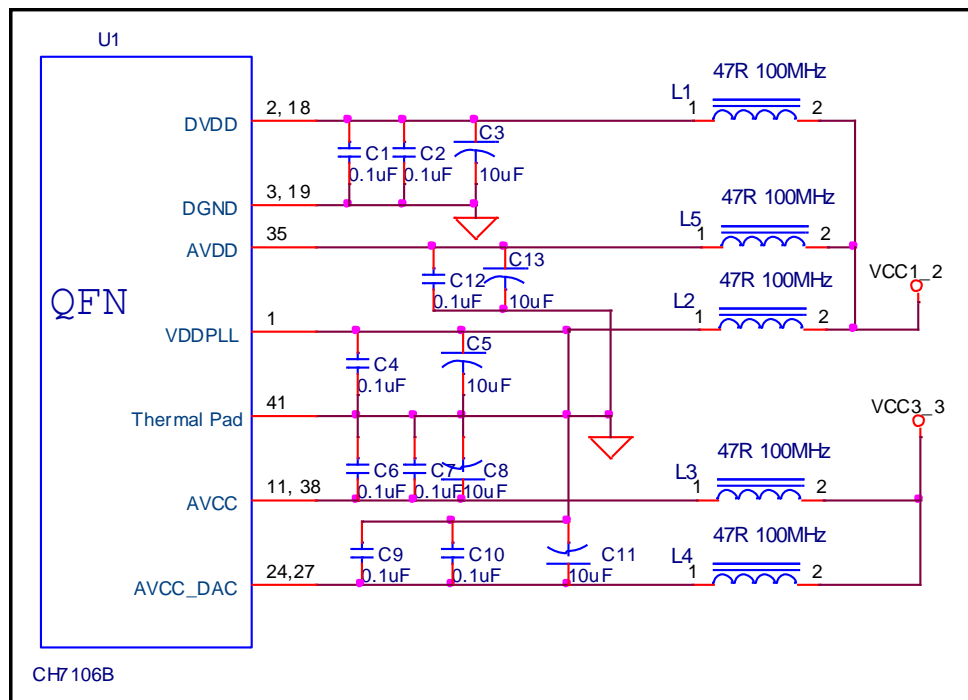 U1
47R 100MHz
L1
1
2
2, 18
DVDD
C1
0.1uF
C2
0.1uF
C3
10uF
3, 19
DGND
47R 100MHz
L5
1
2
35
AVDD
C12
0.1uF
C13
10uF
VCC1_2
47R 100MHz
L2
1
2
QFN
1
VDDPLL
C4
0.1uF
C5
10uF
41
Thermal Pad
VCC3_3
C6
0.1uF
C7
0.1uF
C8
10uF
47R 100MHz
L3
1
2
11, 38
AVCC
C9
0.1uF
C10
0.1uF
C11
10uF
47R 100MHz
L4
1
2
24,27
AVCC_DAC
CH7106B